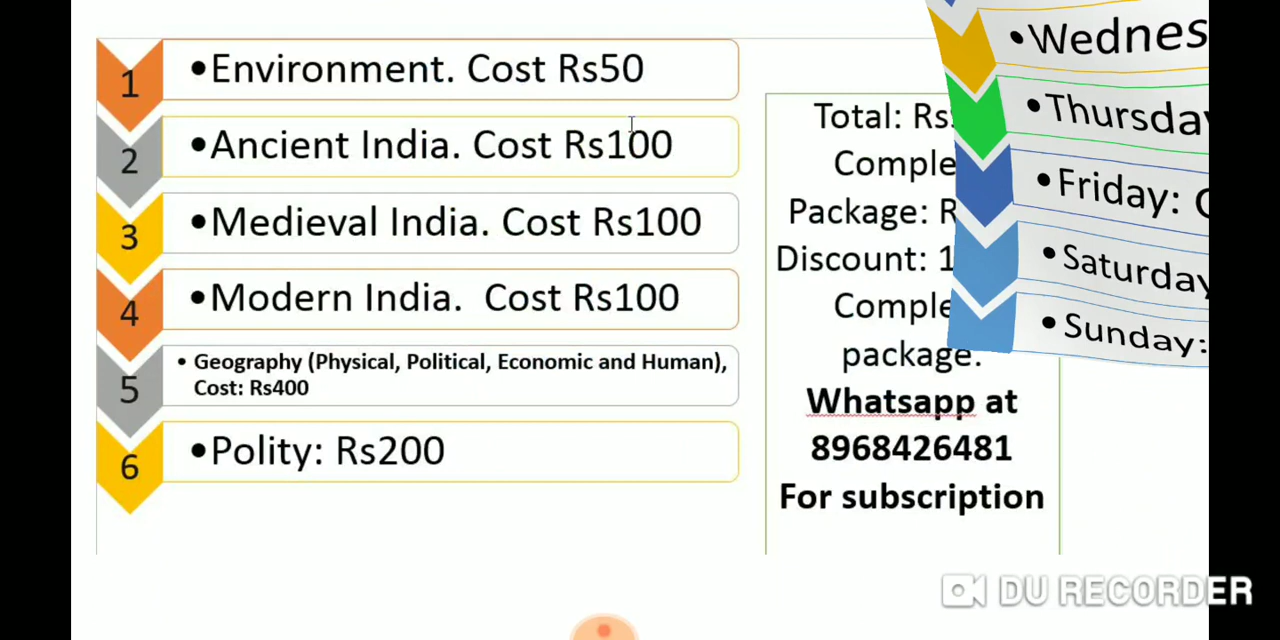 1
•Environment. Cost Rs50
2
•Ancient India. Cost Rs100
3
•Medieval India. Cost Rs100
4
•Modern India. Cost Rs100
5
• Geography (Physical, Political, Economic and Human),
Cost: Rs400
6
•Polity: Rs200
Total: Rs
Package: R
Discount: 1
package.
Whatsapp at
8968426481
For subscription
•Thursday
•Friday:
•Saturday
•Sunday:
DU RECORDER